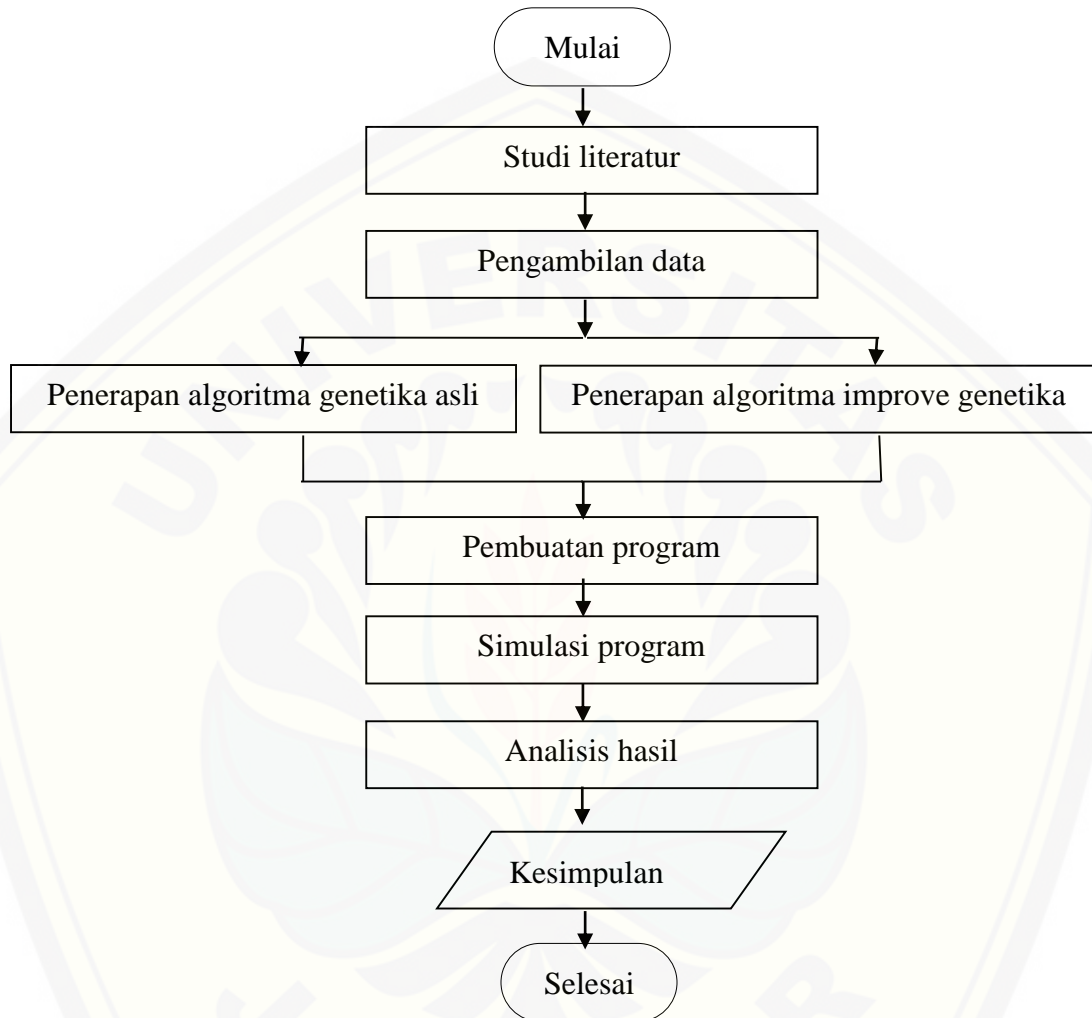 Mulai
Studi literatur
Pengambilan data
Penerapan algoritma genetika asli
Penerapan algoritma improve genetika
Pembuatan program
Simulasi program
Analisis hasil
Kesimpulan
Selesai
UNIVERSITAS